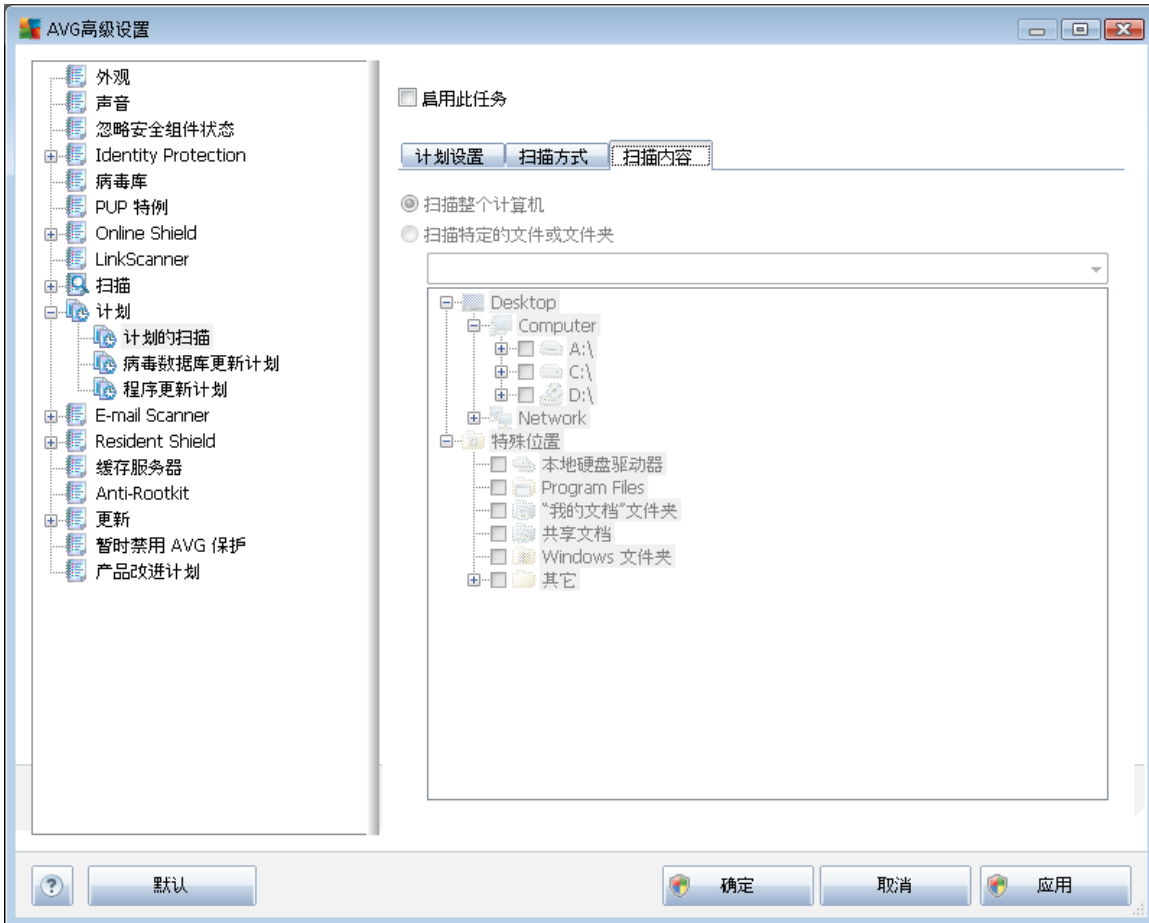 AVG高级设置
外观
声音
忽略安全组件状态
Identity Protection
病毒库
PUP 特例
Online Shield
LinkScanner
扫描
计划
计划的扫描
病毒数据库更新计划
程序更新计划
E-mail Scanner
Resident Shield
缓存服务器
Anti-Rootkit
更新
暂时禁用 AVG 保护
产品改进计划
启用此任务
计划设置 扫描方式 扫描内容
扫描整个计算机
扫描特定的文件或文件夹
Desktop
Computer
A:\
C:\
D:\
Network
特殊位置
本地硬盘驱动器
Program Files
"我的文档"文件夹
共享文档
Windows 文件夹
其它
? 默认 确定 取消 应用